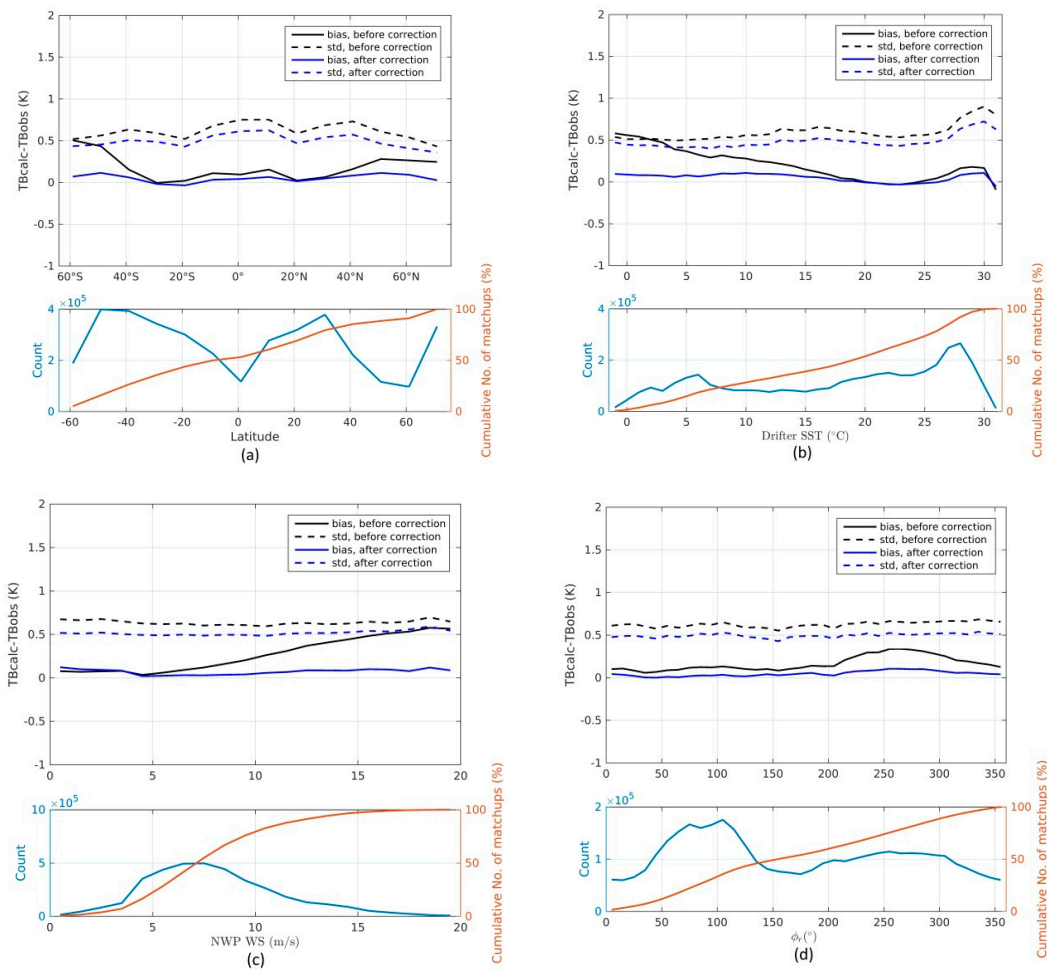 2
1.5
1
0.5
0
-0.5
-1
TBcalc-TBobs (K)
bias, before correction
std, before correction
bias, after correction
std, after correction
60°S 40°S 20°S 0° 20°N 40°N 60°N
×10⁵
4
2
0
Count
100
50
0
Cumulative No. of matchups (%)
-60 -40 -20 0 20 40 60
Latitude
(a)
2
1.5
1
0.5
0
-0.5
-1
TBcalc-TBobs (K)
bias, before correction
std, before correction
bias, after correction
std, after correction
0 5 10 15 20 25 30
×10⁵
4
2
0
Count
100
50
0
Cumulative No. of matchups (%)
0 5 10 15 20 25 30
Drifter SST (°C)
(b)
2
1.5
1
0.5
0
-0.5
-1
TBcalc-TBobs (K)
bias, before correction
std, before correction
bias, after correction
std, after correction
0 5 10 15 20
10 ×10⁵
5
0
Count
100
50
0
Cumulative No. of matchups (%)
0 5 10 15 20
NWP WS (m/s)
(c)
2
1.5
1
0.5
0
-0.5
-1
TBcalc-TBobs (K)
bias, before correction
std, before correction
bias, after correction
std, after correction
0 50 100 150 200 250 300 350
2 ×10⁵
1
0
Count
100
50
0
Cumulative No. of matchups (%)
0 50 100 150 200 250 300 350
ϕr(°)
(d)